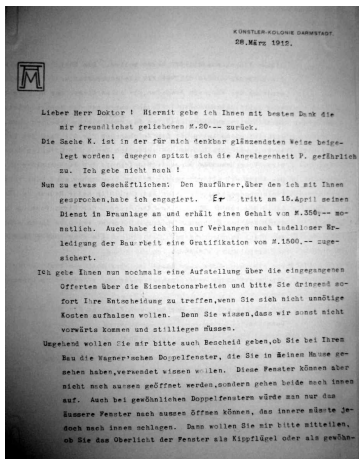 KÜNSTLER-KOLONIE DARMSTADT.
28.März 1912.
Lieber Herr Doktor ! Hiermit gebe ich Ihnen mit besten Dank die
mir freundlichst geliehenes M.20.-- zurück.
Die Sache K. ist in der für mich denkbar glänzendsten Weise beige-
legt worden; dagegen spitzt sich die Angelegenheit P. gefährlich
zu. Ich gebe nicht nach !
Nun zu etwas Geschäftlichem! Den Bauführer,über den ich mit Ihnen
gesprochen,habe ich engagiert. Er tritt am 15.April seinen
Dienst in Braunlage an und erhält einen Gehalt von M.350;-- mo-
natlich. Auch habe ich ihm auf Verlangen nach tadelloser Er-
ledigung der Bauarbeit eine Gratifikation von M.1500.-- zuge-
sichert.
Ich gebe Ihnen nun nochmals eine Aufstellung über die eingegangenen
Offerten über die Eisenbetonarbeiten und bitte Sie dringend so-
fort Ihre Entscheidung zu treffen,wenn Sie sich nicht unnötige
Kosten aufhalsen wollen. Denn Sie wissen,dass wir sonst nicht
vorwärts kommen und stillliegen müssen.
Umgehend wollen Sie mir bitte auch Bescheid geben,ob Sie bei Ihrem
Bau die Wagner'schen Doppelfenster, die Sie in meinem Hause ge-
sehen haben,verwendet wissen wollen. Diese Fenster können aber
nicht nach aussen geöffnet werden,sondern gehen beide nach innen
auf. Auch bei gewöhnlichen Doppelfenstern würde man nur das
äussere Fenster nach aussen öffnen können, das innere müsste je-
doch nach innen schlagen. Dann wollen Sie mir bitte mitteilen,
ob Sie das Oberlicht der Fenster als Kippflügel oder als gewöhn-